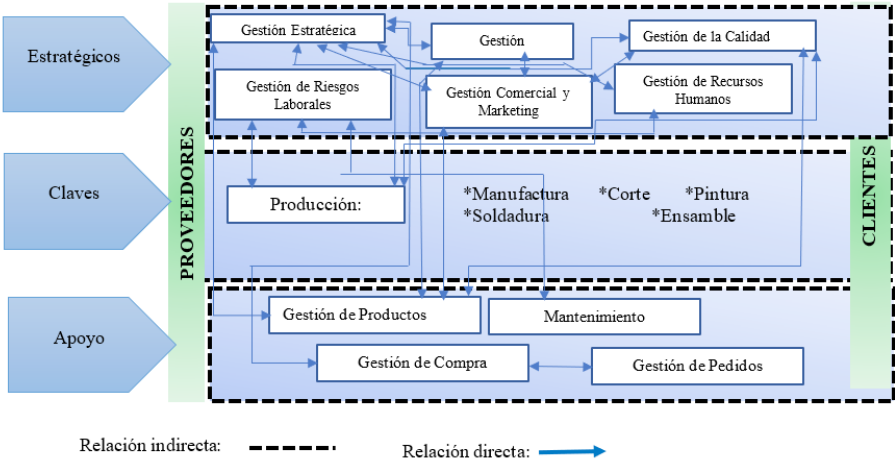 Estratégicos
Claves
Apoyo
PROVEEDORES
Gestión Estratégica
Gestión
Gestión de la Calidad
Gestión de Riesgos
Laborales
Gestión Comercial y
Marketing
Gestión de Recursos
Humanos
Producción:
*Manufactura *Corte *Pintura
*Soldadura *Ensamble
Gestión de Productos
Mantenimiento
Gestión de Compra
Gestión de Pedidos
CLIENTES
Relación indirecta:
Relación directa: